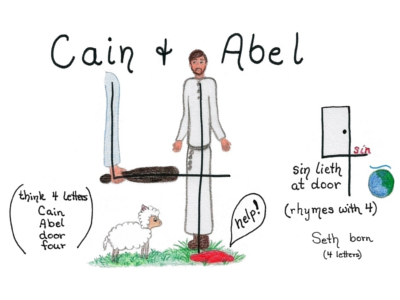 Cain & Abel
sin
sin lieth
at door
(rhymes with 4)
Seth born
(4 letters)
think 4 letters
Cain
Abel
door
four
help!